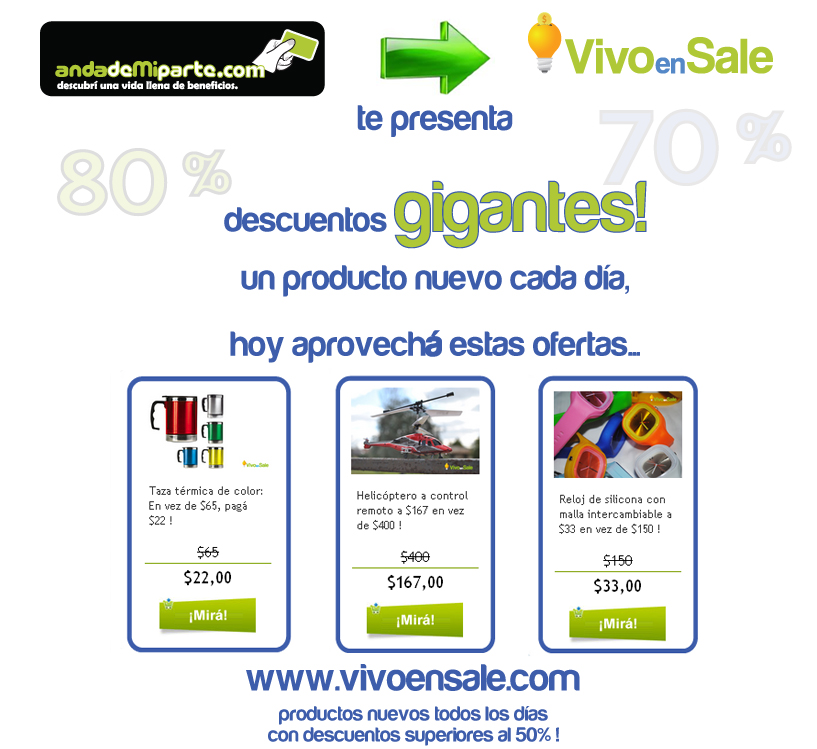 andadeMiparte.com
descubrí una vida llena de beneficios.
VivoenSale
te presenta
70 %
80 %
descuentos gigantes!
un producto nuevo cada día,
hoy aprovechá estas ofertas...
VivoenSale
Taza térmica de color:
En vez de $65, pagá
$22 !
$65
$22,00
¡Mirá!
VivoenSale
Helicóptero a control
remoto a $167 en vez
de $400 !
$400
$167,00
¡Mirá!
VivoenSale
Reloj de silicona con
malla intercambiable a
$33 en vez de $150 !
$150
$33,00
¡Mirá!
www.vivoensale.com
productos nuevos todos los días
con descuentos superiores al 50% !